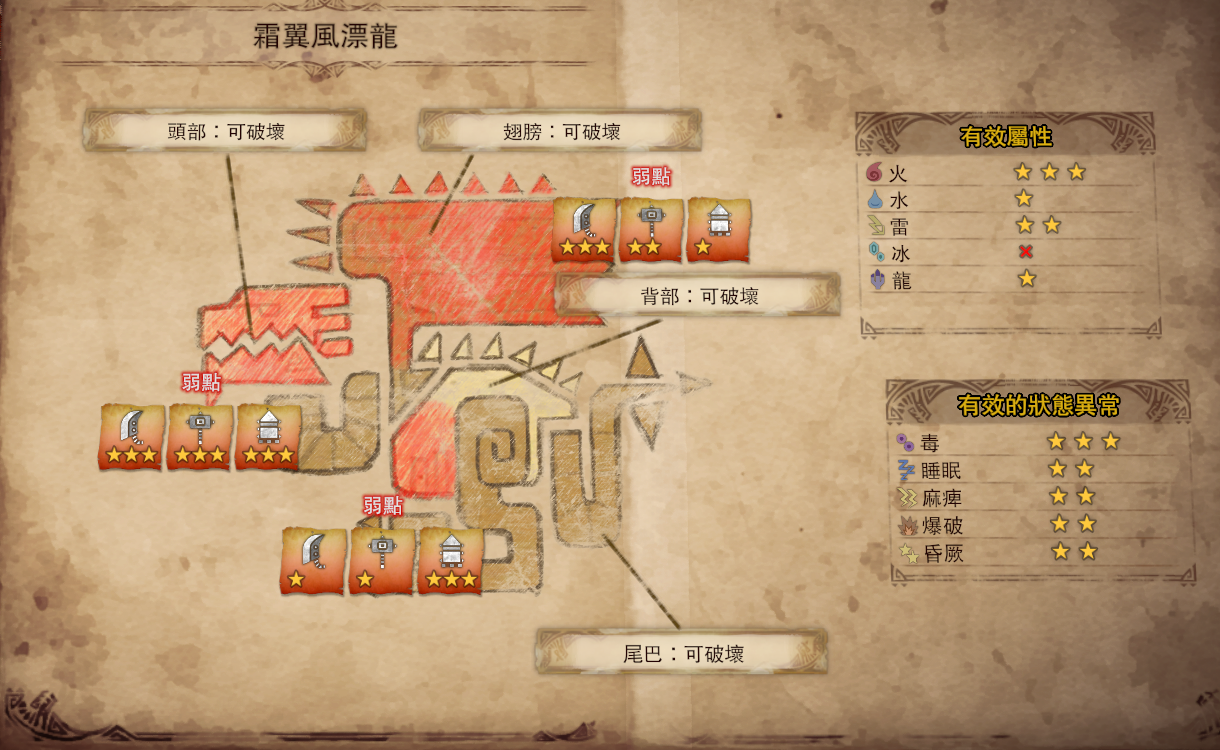 霜翼風漂龍
頭部：可破壞
翅膀：可破壞
弱點
背部：可破壞
弱點
弱點
尾巴：可破壞
有效屬性
火
水
雷
冰
龍
有效的狀態異常
毒
睡眠
麻痺
爆破
昏厥